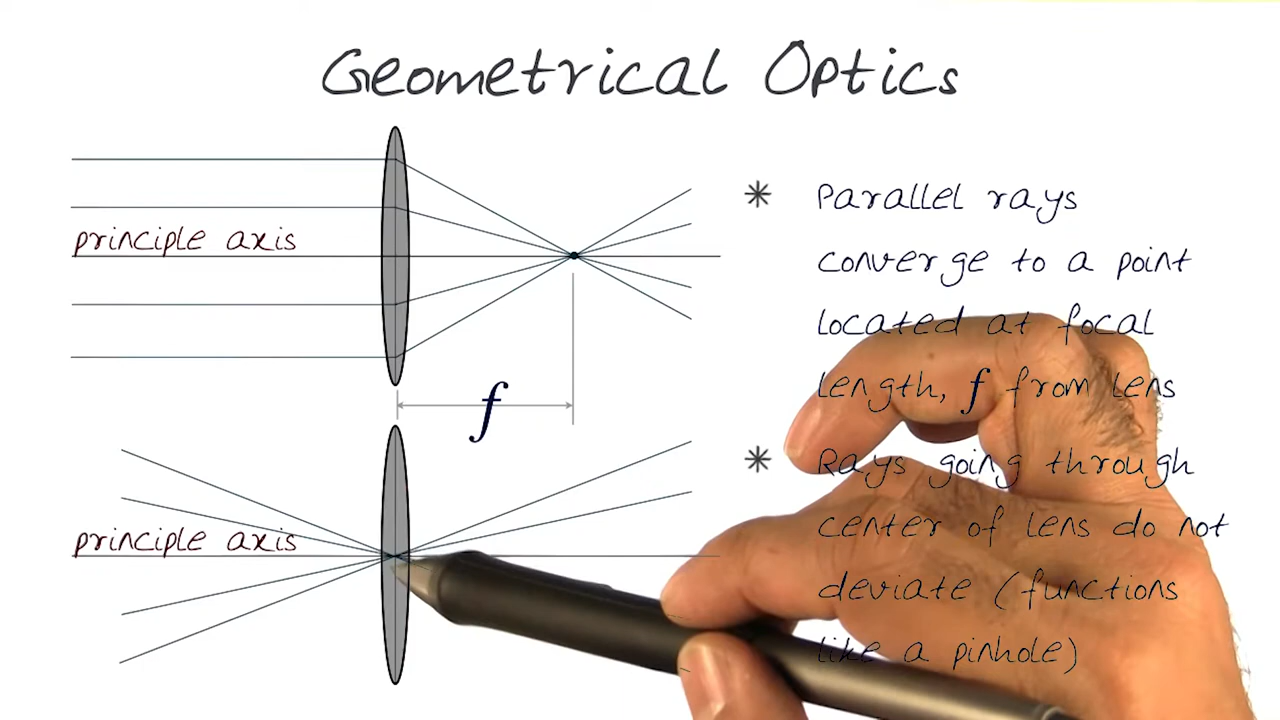 Geometrical Optics
principle axis
f
principle axis
* Parallel rays
converge to a point
located at focal
length, f from lens
* Rays going through
center of lens do not
deviate (functions
like a pinhole)